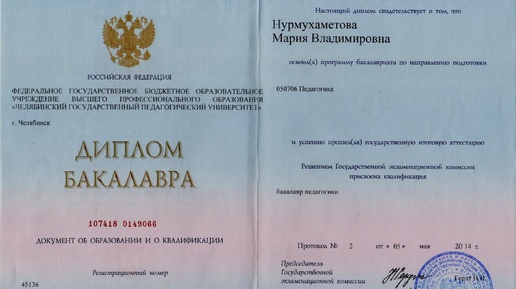 РОССИЙСКАЯ ФЕДЕРАЦИЯ
ФЕДЕРАЛЬНОЕ ГОСУДАРСТВЕННОЕ БЮДЖЕТНОЕ ОБРАЗОВАТЕЛЬНОЕ
УЧРЕЖДЕНИЕ ВЫСШЕГО ПРОФЕССИОНАЛЬНОГО ОБРАЗОВАНИЯ
«ЧЕЛЯБИНСКИЙ ГОСУДАРСТВЕННЫЙ ПЕДАГОГИЧЕСКИЙ УНИВЕРСИТЕТ»
г. Челябинск
ДИПЛОМ
БАКАЛАВРА
107418 0149066
ДОКУМЕНТ ОБ ОБРАЗОВАНИИ И О КВАЛИФИКАЦИИ
Регистрационный номер
45136
Настоящий диплом свидетельствует о том, что
Нурмухаметова
Мария Владимировна
освоил(а) программу бакалавриата по направлению подготовки
050706 Педагогика
и успешно прошел(ла) государственную итоговую аттестацию
Решением Государственной экзаменационной комиссии
присвоена квалификация
бакалавр педагогики
Протокол № 2 от «05» мая 2014 г.
Председатель
Государственной
экзаменационной комиссии